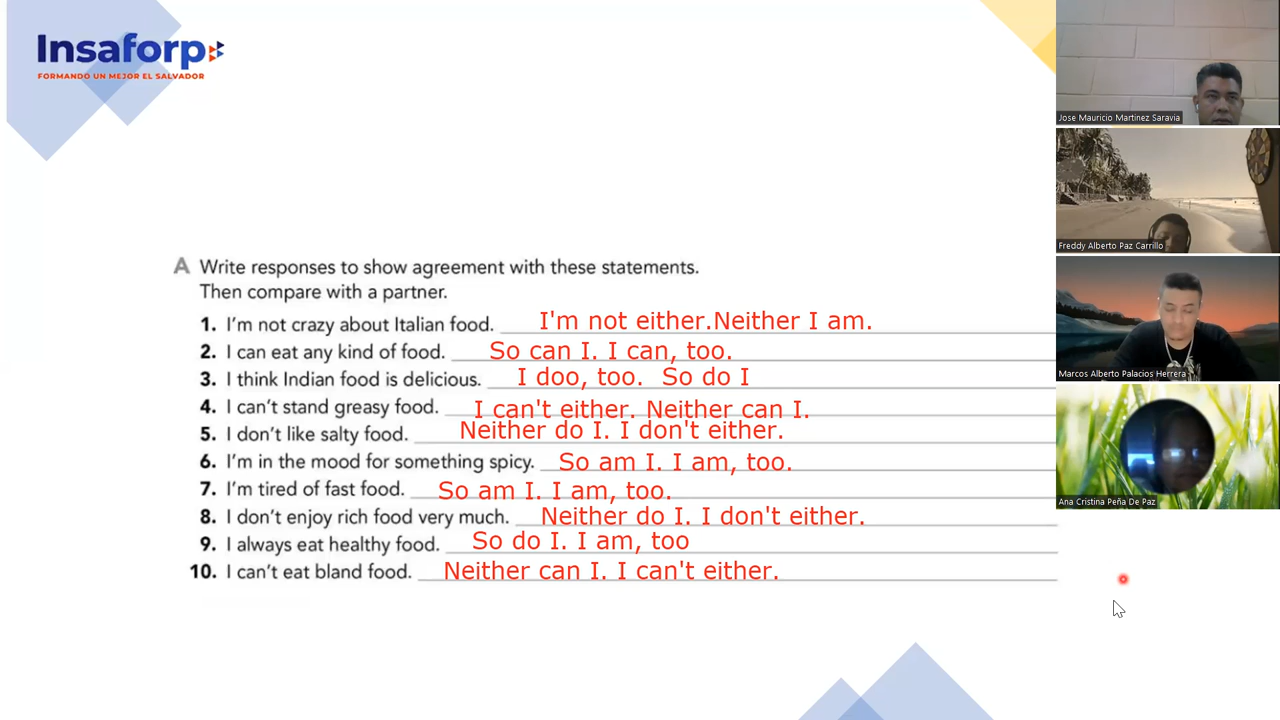 Insaforp
FORMANDO UN MEJOR EL SALVADOR
A Write responses to show agreement with these statements.
Then compare with a partner.
1. I'm not crazy about Italian food. I'm not either.Neither I am.
2. I can eat any kind of food. So can I. I can, too.
3. I think Indian food is delicious. I doo, too. So do I
4. I can't stand greasy food. I can't either. Neither can I.
5. I don't like salty food. Neither do I. I don't either.
6. I'm in the mood for something spicy. So am I. I am, too.
7. I'm tired of fast food. So am I. I am, too.
8. I don't enjoy rich food very much. Neither do I. I don't either.
9. I always eat healthy food. So do I. I am, too
10. I can't eat bland food. Neither can I. I can't either.
Jose Mauricio Martinez Saravia
Freddy Alberto Paz Carrillo
Marcos Alberto Palacios Herrera
Ana Cristina Peña De Paz